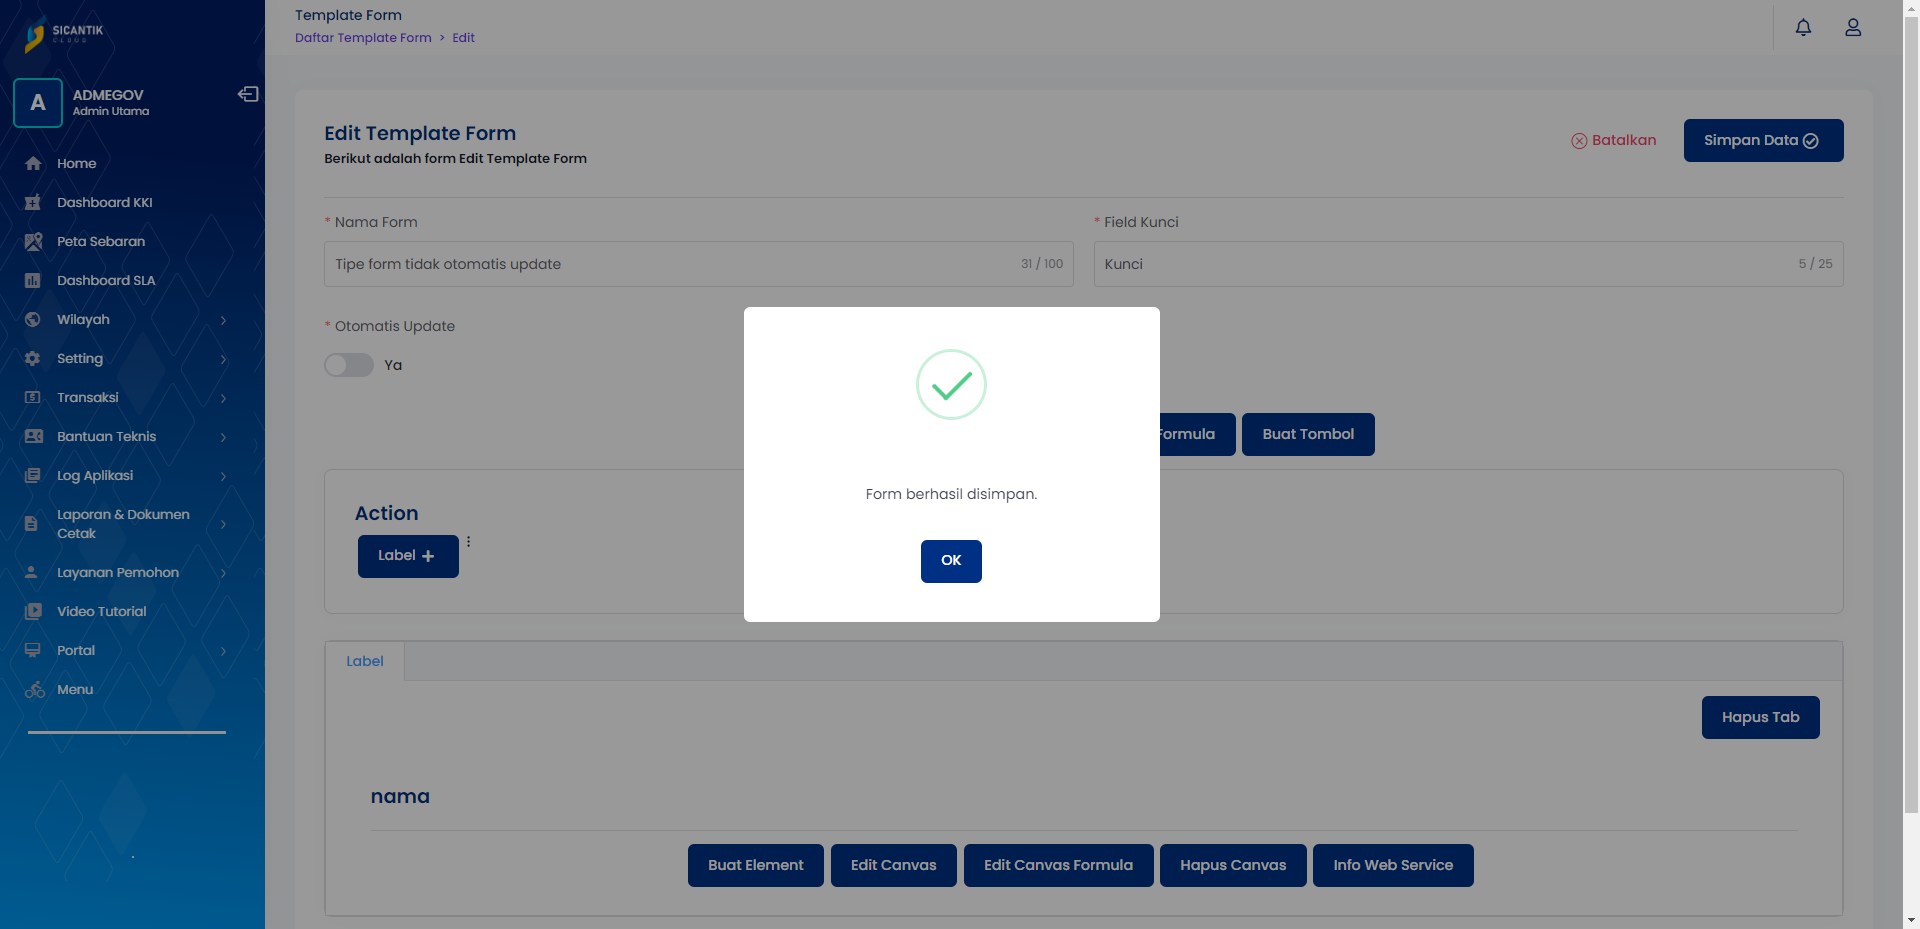 SICANTIK
CLOUD
A
ADMEGOV
Admin Utama
Home
Dashboard KKI
Peta Sebaran
Dashboard SLA
Wilayah
Setting
Transaksi
Bantuan Teknis
Log Aplikasi
Laporan & Dokumen
Cetak
Layanan Pemohon
Video Tutorial
Portal
Menu
Template Form
Daftar Template Form > Edit
Edit Template Form
Berikut adalah form Edit Template Form
Batalkan
Simpan Data
* Nama Form
* Field Kunci
Tipe form tidak otomatis update
31 / 100
Kunci
5 / 25
* Otomatis Update
Ya
Formula
Buat Tombol
Form berhasil disimpan.
OK
Action
Label +
Label
Hapus Tab
nama
Buat Element
Edit Canvas
Edit Canvas Formula
Hapus Canvas
Info Web Service